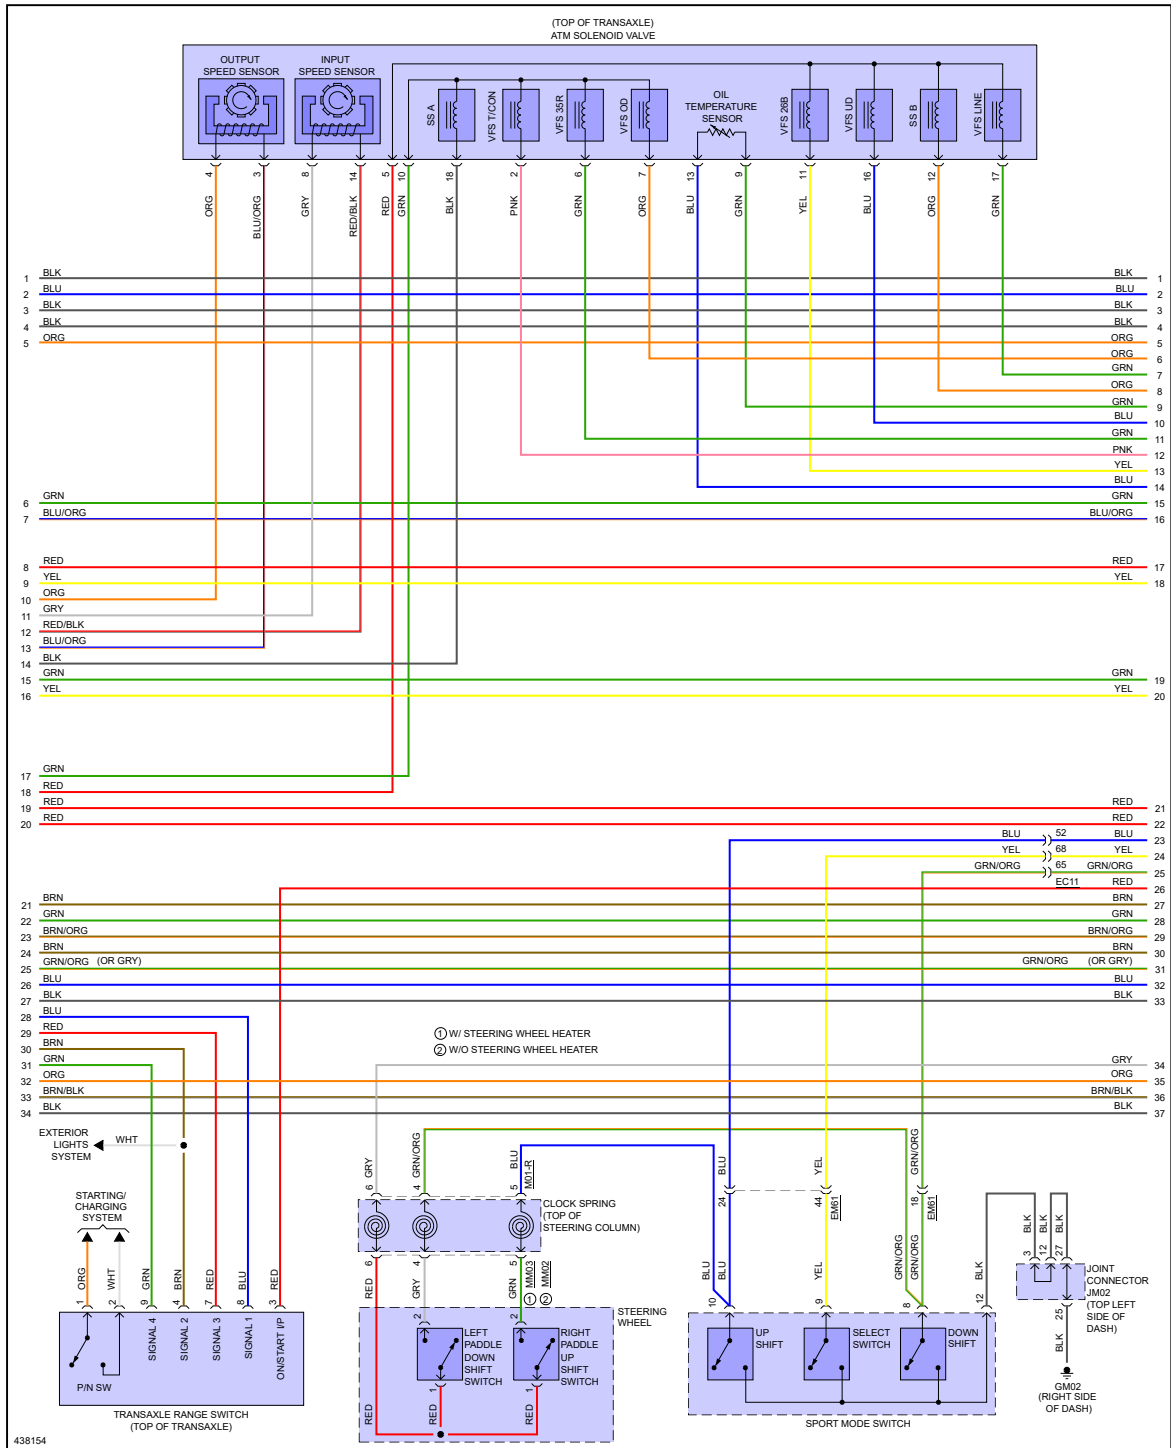 (TOP OF TRANSAXLE)
ATM SOLENOID VALVE
OUTPUT
SPEED SENSOR
INPUT
SPEED SENSOR
SS A
VFS T/CON
VFS 35R
VFS OD
OIL
TEMPERATURE
SENSOR
VFS 26B
VFS UD
SS B
VFS LINE
4 3 8 14 5 10 18 2 6 7 13 9 11 16 12 17
ORG BLU/ORG GRY RED/BLK RED GRN BLK PNK GRN ORG BLU GRN YEL BLU ORG GRN
1 BLK BLK 1
2 BLU BLU 2
3 BLK BLK 3
4 BLK BLK 4
5 ORG ORG 5
ORG 6
GRN 7
ORG 8
GRN 9
BLU 10
GRN 11
PNK 12
YEL 13
BLU 14
6 GRN GRN 15
7 BLU/ORG BLU/ORG 16
8 RED RED 17
9 YEL YEL 18
10 ORG
11 GRY
12 RED/BLK
13 BLU/ORG
14 BLK
15 GRN GRN 19
16 YEL YEL 20
17 GRN
18 RED
19 RED RED 21
20 RED RED 22
BLU 52 BLU 23
YEL 68 YEL 24
GRN/ORG 65 GRN/ORG 25
EC11 RED 26
21 BRN BRN 27
22 GRN GRN 28
23 BRN/ORG BRN/ORG 29
24 BRN BRN 30
25 GRN/ORG (OR GRY) GRN/ORG (OR GRY) 31
26 BLU BLU 32
27 BLK BLK 33
28 BLU
29 RED
1 W/ STEERING WHEEL HEATER
30 BRN
2 W/O STEERING WHEEL HEATER
31 GRN GRY 34
32 ORG ORG 35
33 BRN/BLK BRN/BLK 36
34 BLK BLK 37
EXTERIOR
LIGHTS
SYSTEM
WHT
STARTING/
CHARGING
SYSTEM
GRY GRN/ORG BLU BLU YEL GRN/ORG
6 4 5 M01-R 24 44 EM61 18 EM61
CLOCK SPRING
(TOP OF
STEERING COLUMN)
BLK BLK BLK
3 12 27
6 4 5 MM03 MM02
1 2
RED GRY GRN
BLU BLU YEL GRN/ORG GRN/ORG BLK
JOINT
CONNECTOR
JM02
(TOP LEFT
SIDE OF
DASH)
25
BLK
GM02
(RIGHT SIDE
OF DASH)
ORG WHT GRN BRN RED BLU RED
1 2 9 4 7 8 3
P/N SW
SIGNAL 4
SIGNAL 2
SIGNAL 3
SIGNAL 1
ON/START I/P
TRANSAXLE RANGE SWITCH
(TOP OF TRANSAXLE)
STEERING
WHEEL
2 2
LEFT
PADDLE
DOWN
SHIFT
SWITCH
RIGHT
PADDLE
UP
SHIFT
SWITCH
1 1
RED RED RED
10 9 8 12
UP
SHIFT
SELECT
SWITCH
DOWN
SHIFT
SPORT MODE SWITCH
438154